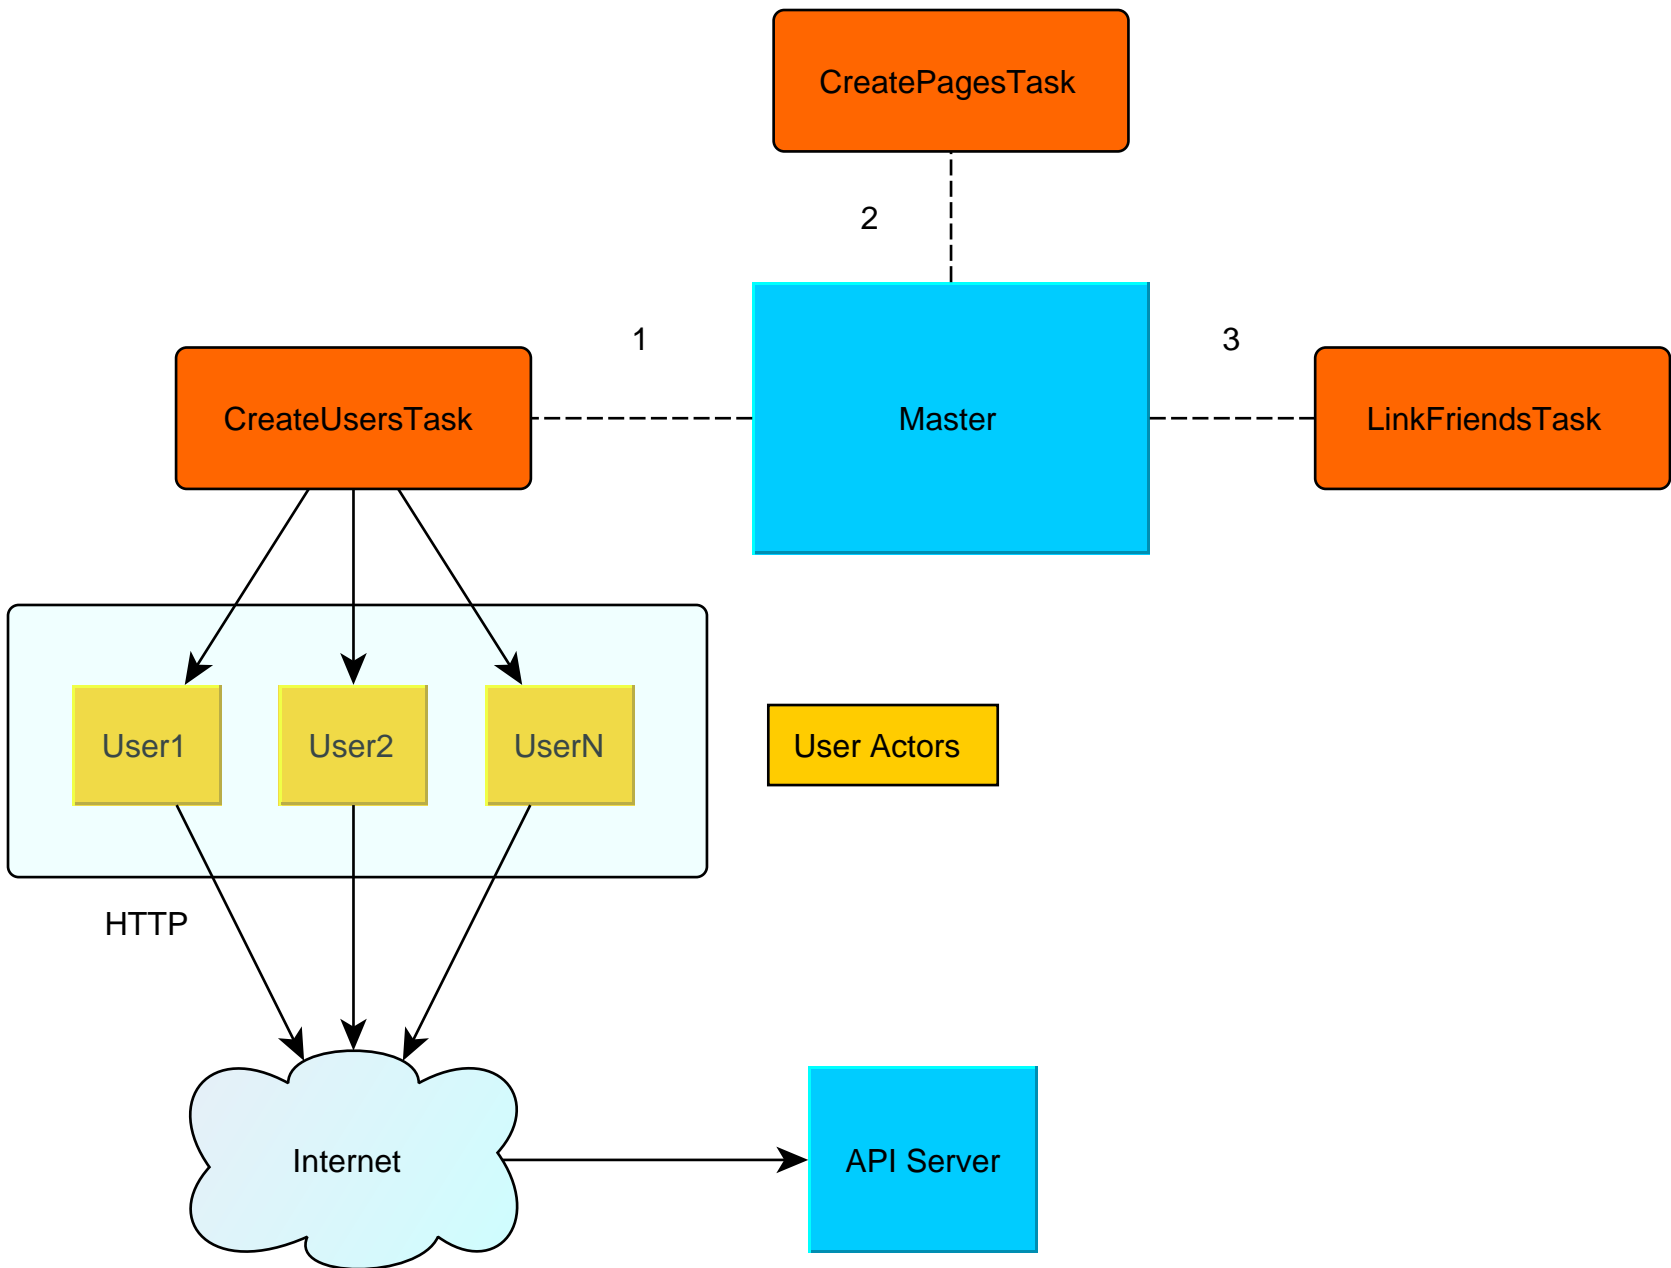 CreatePagesTask
2
1
3
CreateUsersTask
Master
LinkFriendsTask
User1
User2
UserN
User Actors
HTTP
Internet
API Server